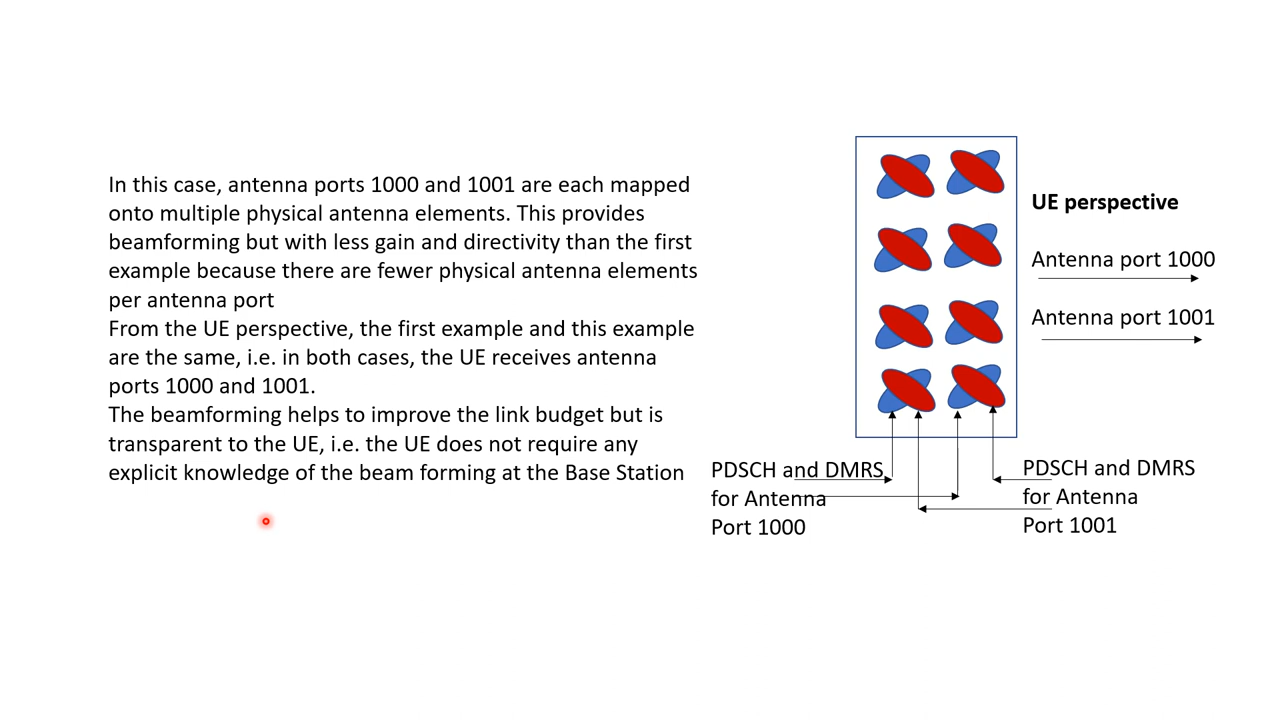 In this case, antenna ports 1000 and 1001 are each mapped
onto multiple physical antenna elements. This provides
beamforming but with less gain and directivity than the first
example because there are fewer physical antenna elements
per antenna port
From the UE perspective, the first example and this example
are the same, i.e. in both cases, the UE receives antenna
ports 1000 and 1001.
The beamforming helps to improve the link budget but is
transparent to the UE, i.e. the UE does not require any
explicit knowledge of the beam forming at the Base Station
UE perspective
Antenna port 1000
Antenna port 1001
PDSCH and DMRS
for Antenna
Port 1000
PDSCH and DMRS
for Antenna
Port 1001